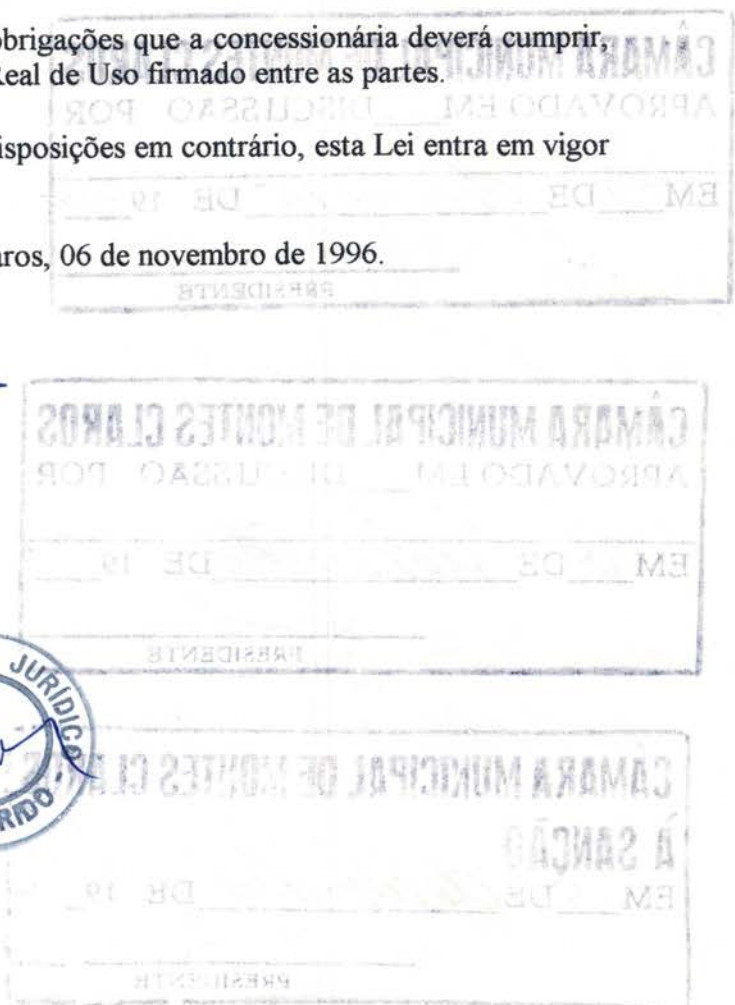 obrigações que a concessionária deverá cumprir,
Real de Uso firmado entre as partes.
disposições em contrário, esta Lei entra em vigor
aros, 06 de novembro de 1996.
CÂMARA MUNICIPAL DE MONTES CLAROS
APROVADO EM DISCUSSÃO POR
EM DE DE 19
PRESIDENTE
CÂMARA MUNICIPAL DE MONTES CLAROS
APROVADO EM DISCUSSÃO POR
EM DE DE 19
PRESIDENTE
JURÍDICO
RIDO
CÂMARA MUNICIPAL DE MONTES CLAROS
À SANÇÃO
EM DE DE 19
PRESIDENTE